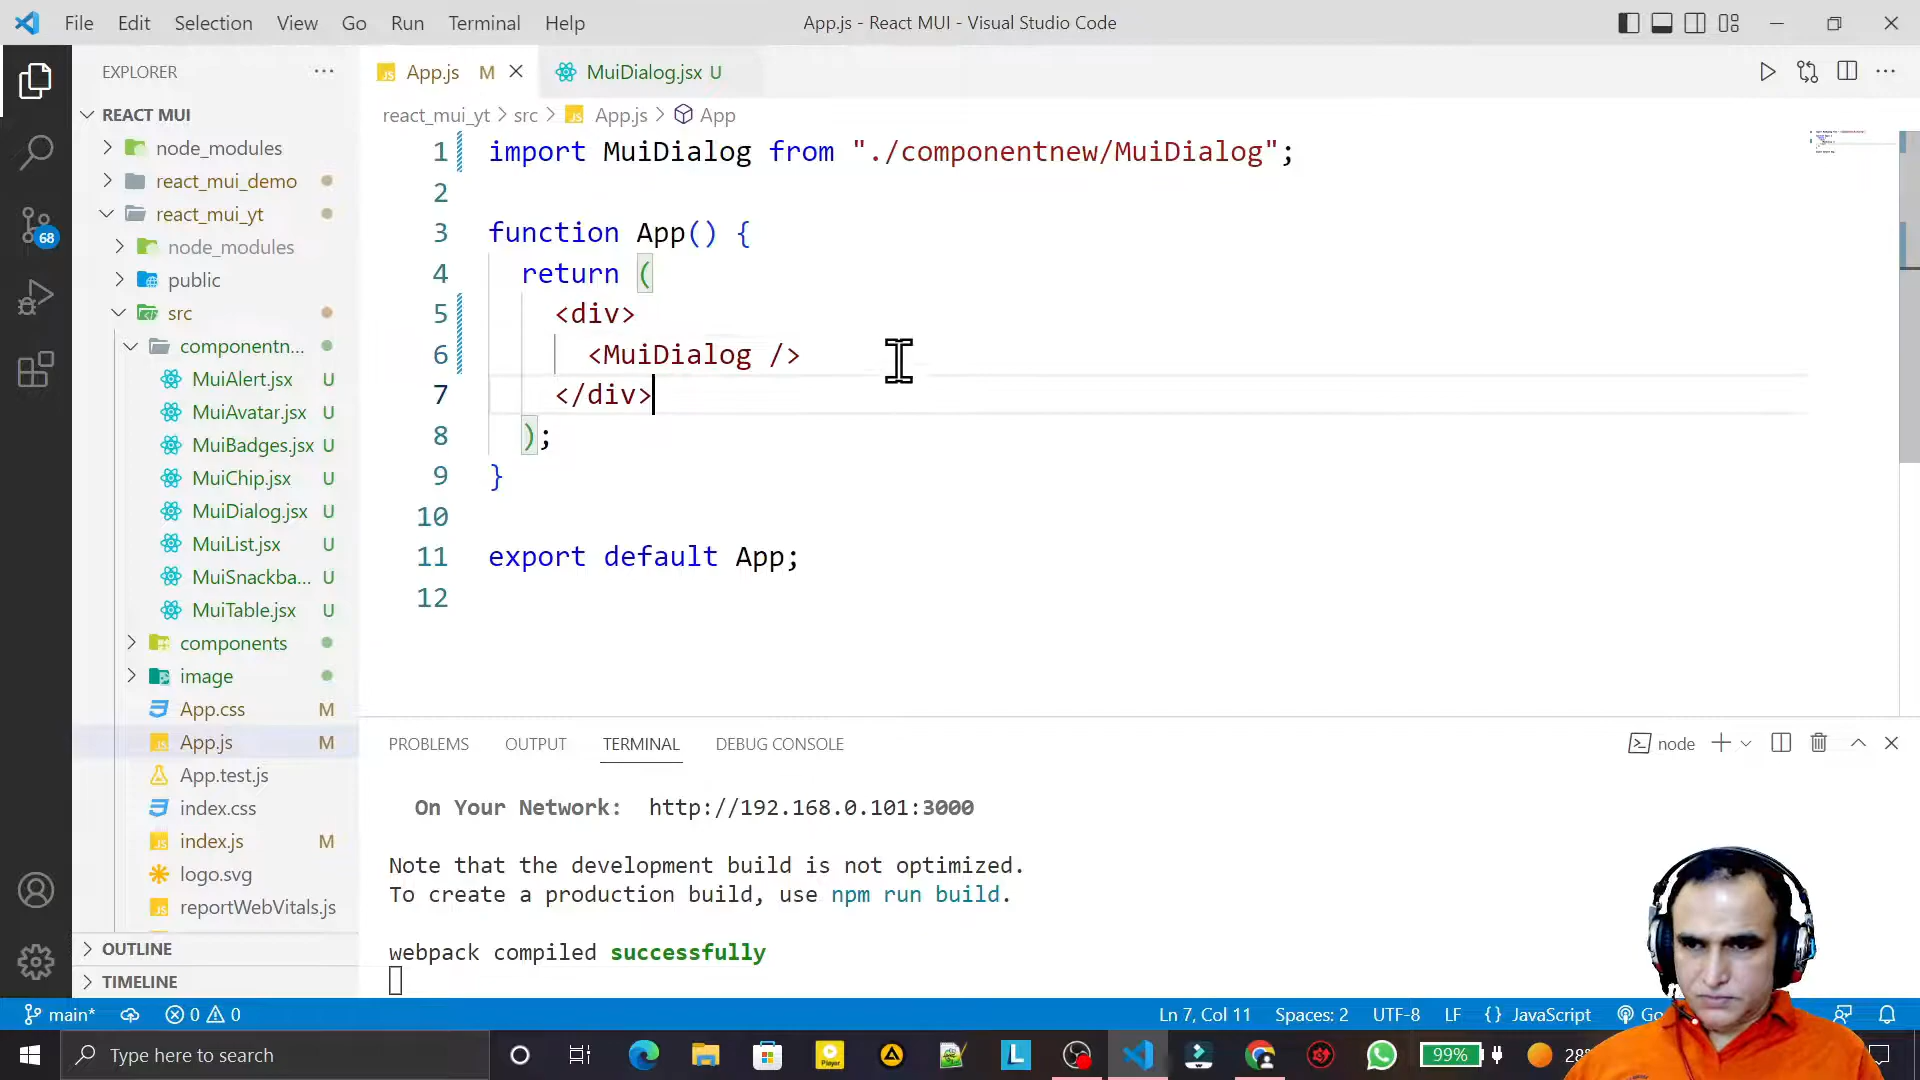 File Edit Selection View Go Run Terminal Help
App.js - React MUI - Visual Studio Code
EXPLORER
REACT MUI
node_modules
react_mui_demo
react_mui_yt
node_modules
public
src
componentn...
MuiAlert.jsx U
MuiAvatar.jsx U
MuiBadges.jsx U
MuiChip.jsx U
MuiDialog.jsx U
MuiList.jsx U
MuiSnackba... U
MuiTable.jsx U
components
image
App.css M
App.js M
App.test.js
index.css
index.js M
logo.svg
reportWebVitals.js
OUTLINE
TIMELINE
68
JS App.js M
MuiDialog.jsx U
react_mui_yt > src > JS App.js > App
1 import MuiDialog from "./componentnew/MuiDialog";
2
3 function App() {
4 return (
5 <div>
6 <MuiDialog />
7 </div>
8 );
9 }
10
11 export default App;
12
PROBLEMS OUTPUT TERMINAL DEBUG CONSOLE
node
On Your Network: http://192.168.0.101:3000
Note that the development build is not optimized.
To create a production build, use npm run build.
webpack compiled successfully
main* 0 0
Ln 7, Col 11 Spaces: 2 UTF-8 LF {} JavaScript Go
Type here to search
Player
L
99%
28°